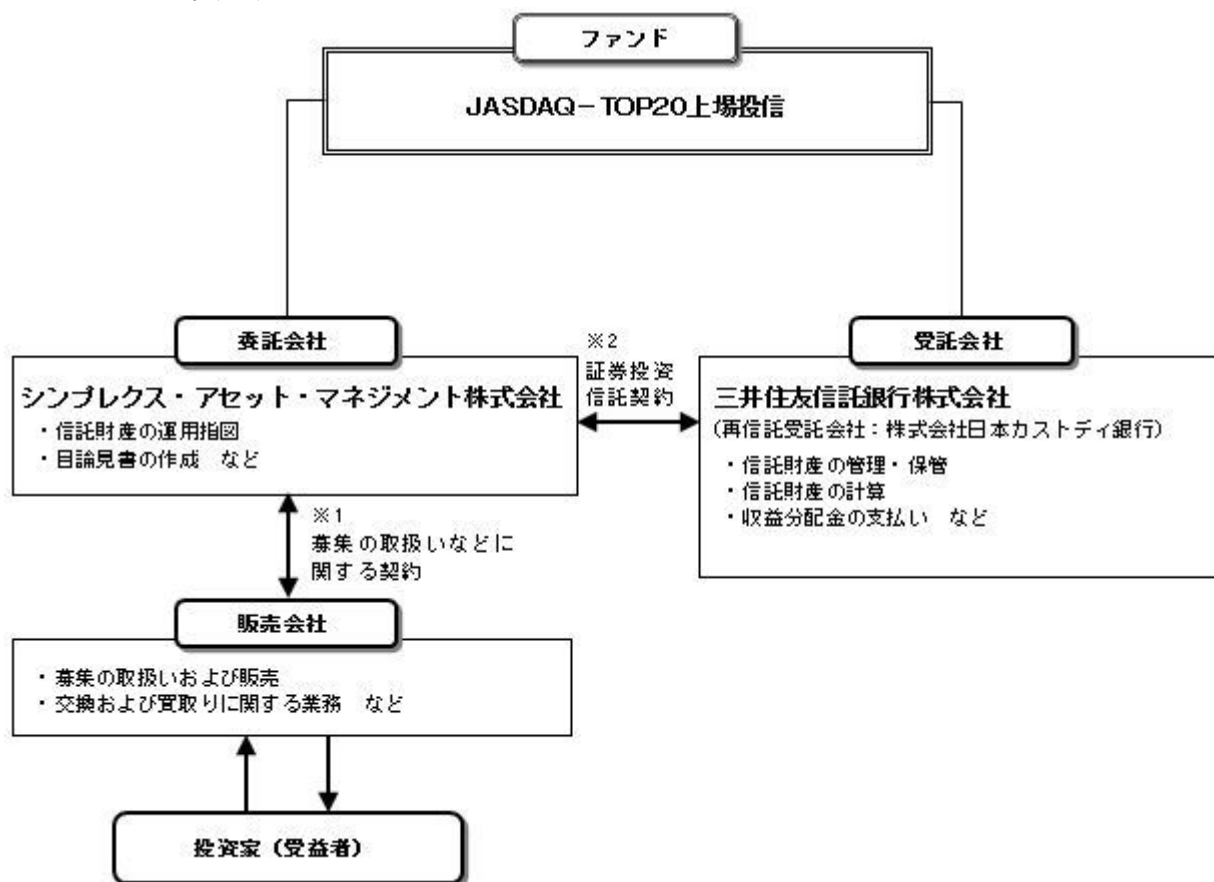 ファンド
JASDAQ－TOP20上場投信
委託会社
シンプレクス・アセット・マネジメント株式会社
・信託財産の運用指図
・目論見書の作成　など
※2
証券投資
信託契約
受託会社
三井住友信託銀行株式会社
(再信託受託会社：株式会社日本カストディ銀行)
・信託財産の管理・保管
・信託財産の計算
・収益分配金の支払い　など
※1
募集の取扱いなどに
関する契約
販売会社
・募集の取扱いおよび販売
・交換および買取りに関する業務　など
投資家（受益者）